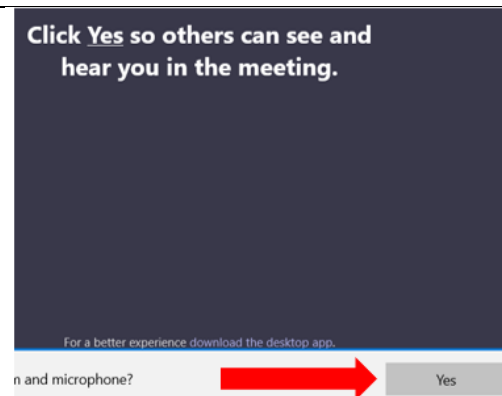 Click Yes so others can see and
hear you in the meeting.
For a better experience download the desktop app.
and microphone?
Yes